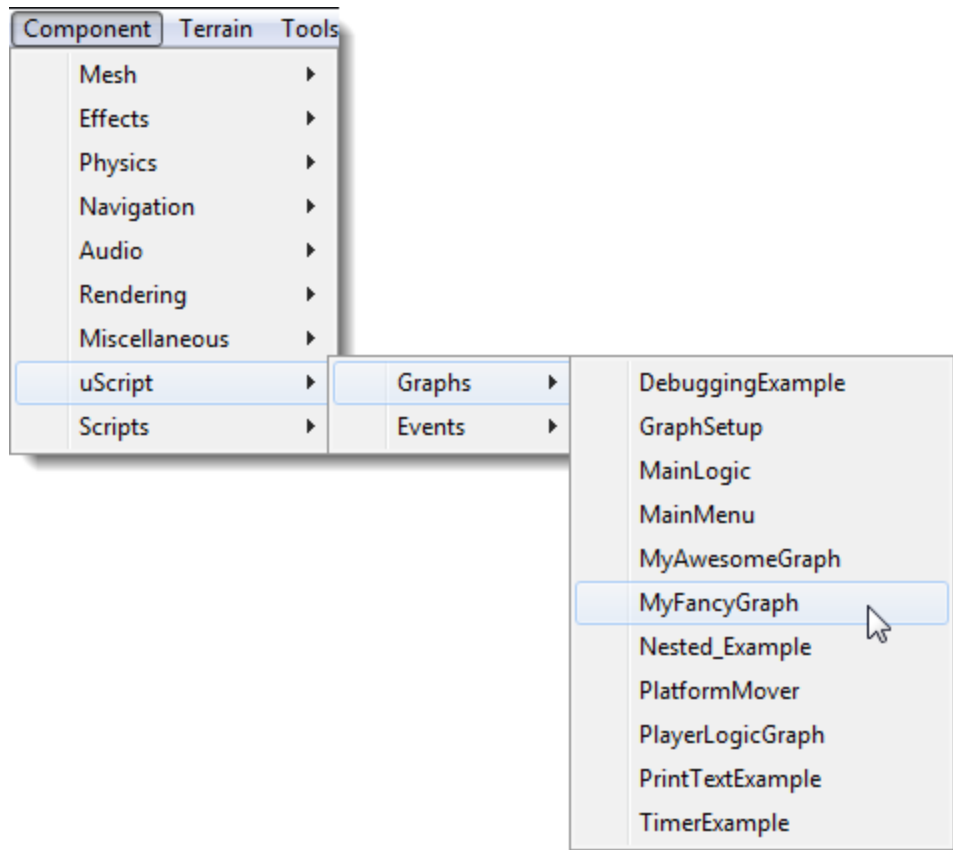 Component Terrain Tools
Mesh
Effects
Physics
Navigation
Audio
Rendering
Miscellaneous
uScript
Scripts
Graphs
Events
DebuggingExample
GraphSetup
MainLogic
MainMenu
MyAwesomeGraph
MyFancyGraph
Nested_Example
PlatformMover
PlayerLogicGraph
PrintTextExample
TimerExample